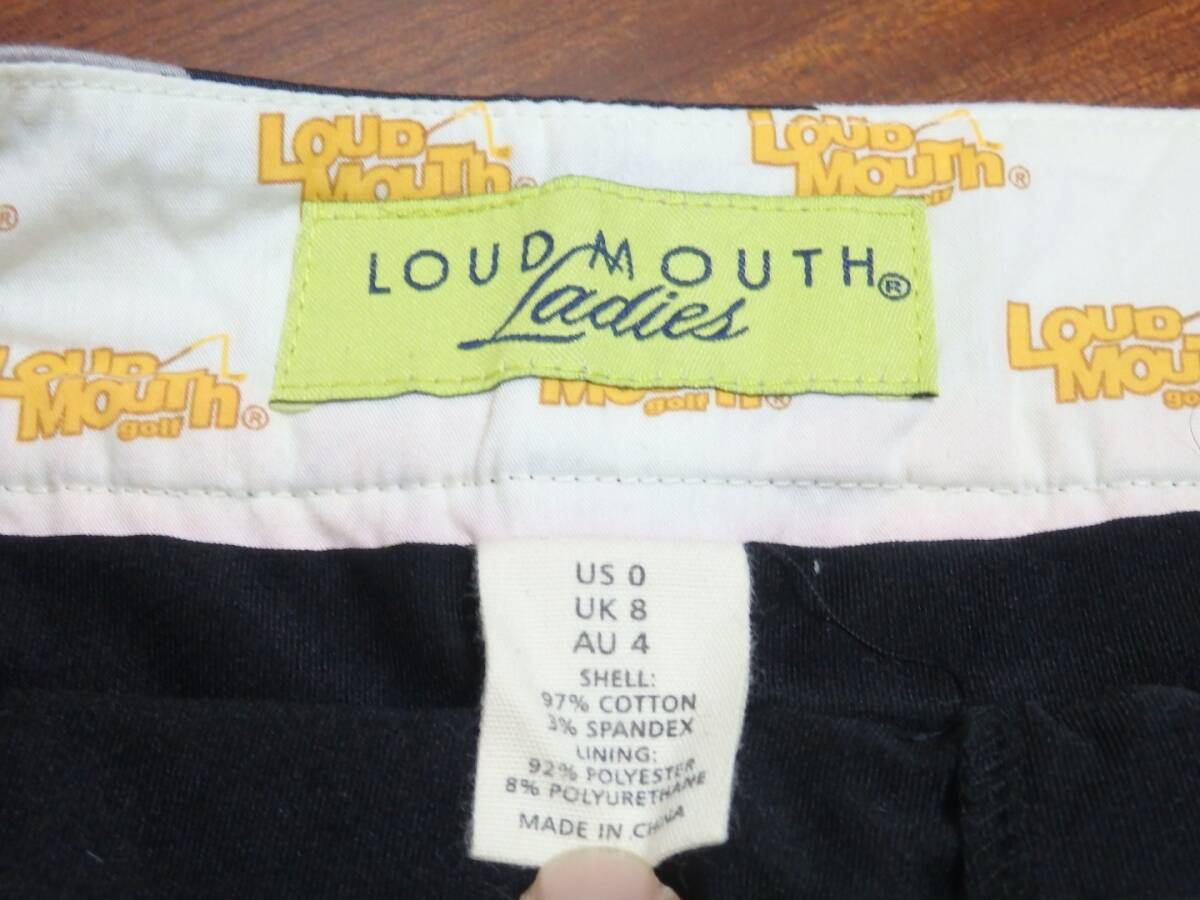 LOUD
MOUTH
®
LOUD
MOUTH
golf
®
®
LOUD MOUTH®
Ladies
LOUD
MOUTH
golf
®
MOUTH
golf
®
LOUD
MOU
US 0
UK 8
AU 4
SHELL:
97% COTTON
3% SPANDEX
LINING:
92% POLYESTER
8% POLYURETHANE
MADE IN CHINA